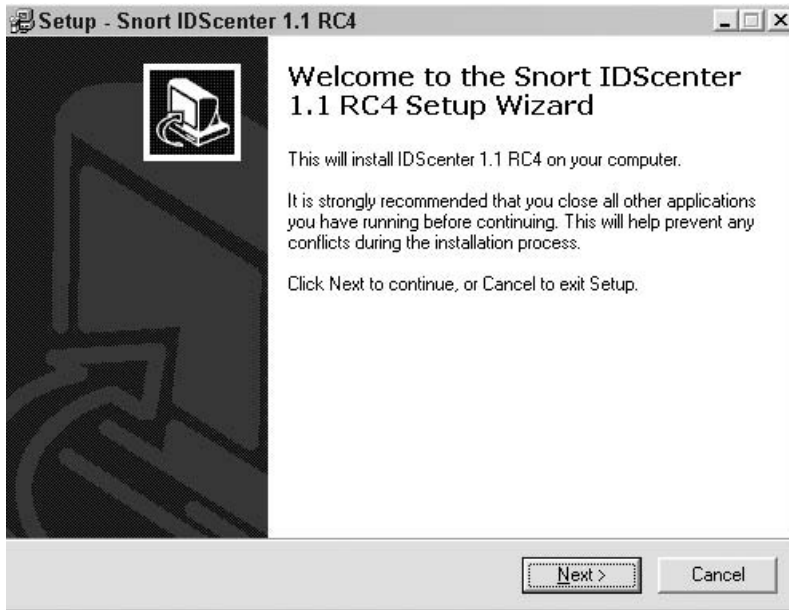 Setup - Snort IDScenter 1.1 RC4
Welcome to the Snort IDScenter
1.1 RC4 Setup Wizard
This will install IDScenter 1.1 RC4 on your computer.
It is strongly recommended that you close all other applications
you have running before continuing. This will help prevent any
conflicts during the installation process.
Click Next to continue, or Cancel to exit Setup.
Next >
Cancel